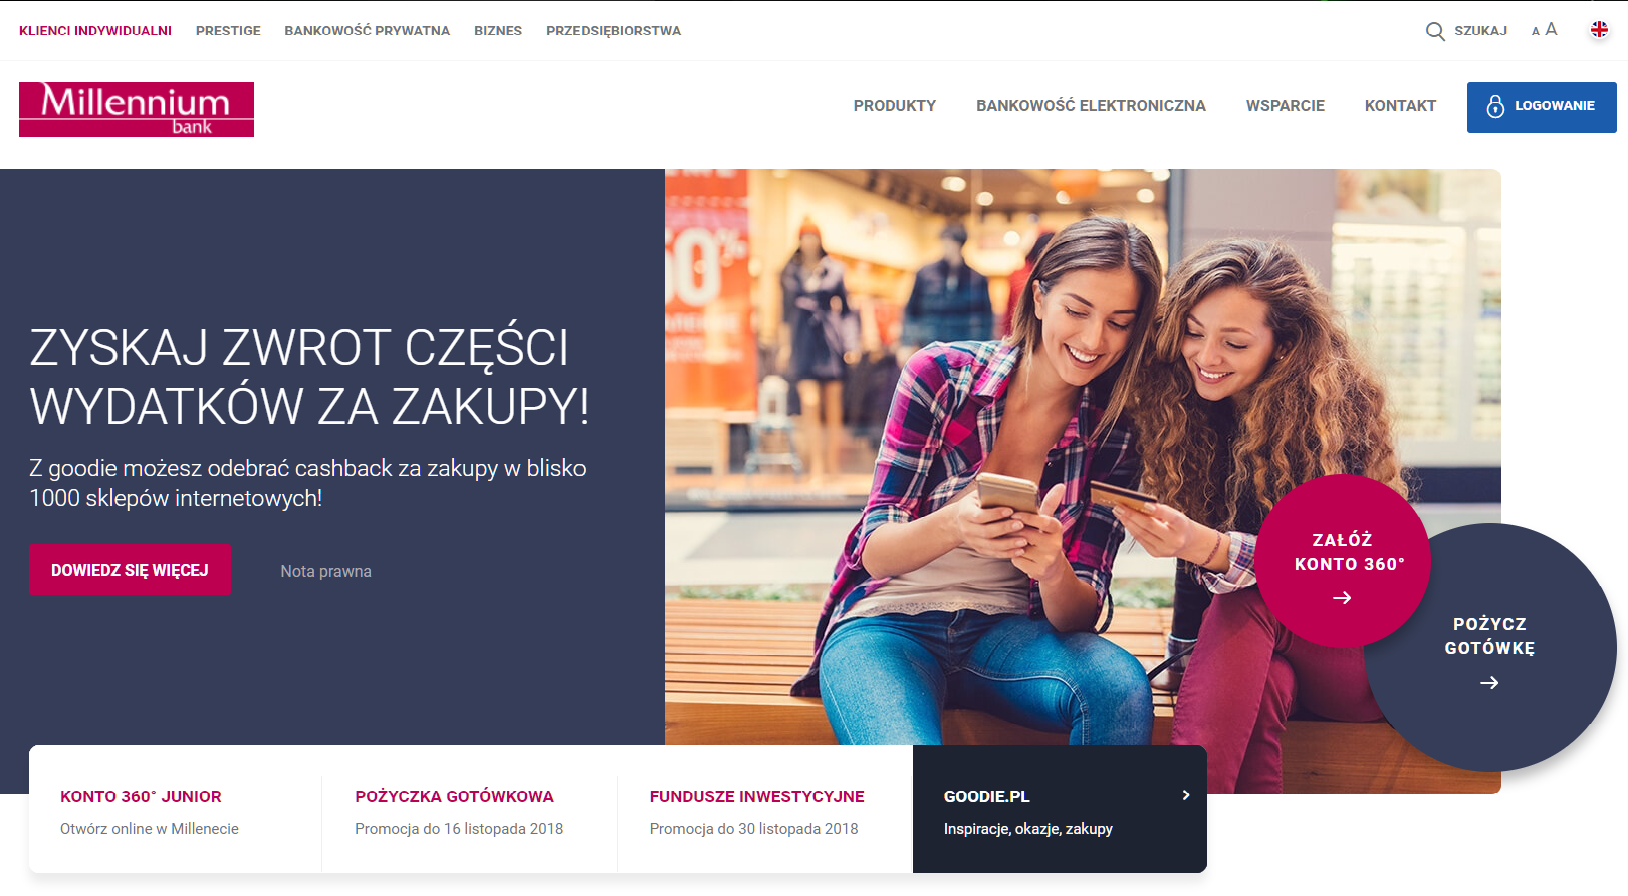 KLIENCI INDYWIDUALNI PRESTIGE BANKOWOŚĆ PRYWATNA BIZNES PRZEDSIĘBIORSTWA SZUKAJ A A
Millennium
bank
PRODUKTY BANKOWOŚĆ ELEKTRONICZNA WSPARCIE KONTAKT LOGOWANIE
ZYSKAJ ZWROT CZĘŚCI
WYDATKÓW ZA ZAKUPY!
Z goodie możesz odebrać cashback za zakupy w blisko
1000 sklepów internetowych!
DOWIEDZ SIĘ WIĘCEJ Nota prawna
ZAŁÓŻ
KONTO 360°
POŻYCZ
GOTÓWKĘ
KONTO 360° JUNIOR
Otwórz online w Millenecie
POŻYCZKA GOTÓWKOWA
Promocja do 16 listopada 2018
FUNDUSZE INWESTYCYJNE
Promocja do 30 listopada 2018
GOODIE.PL
Inspiracje, okazje, zakupy